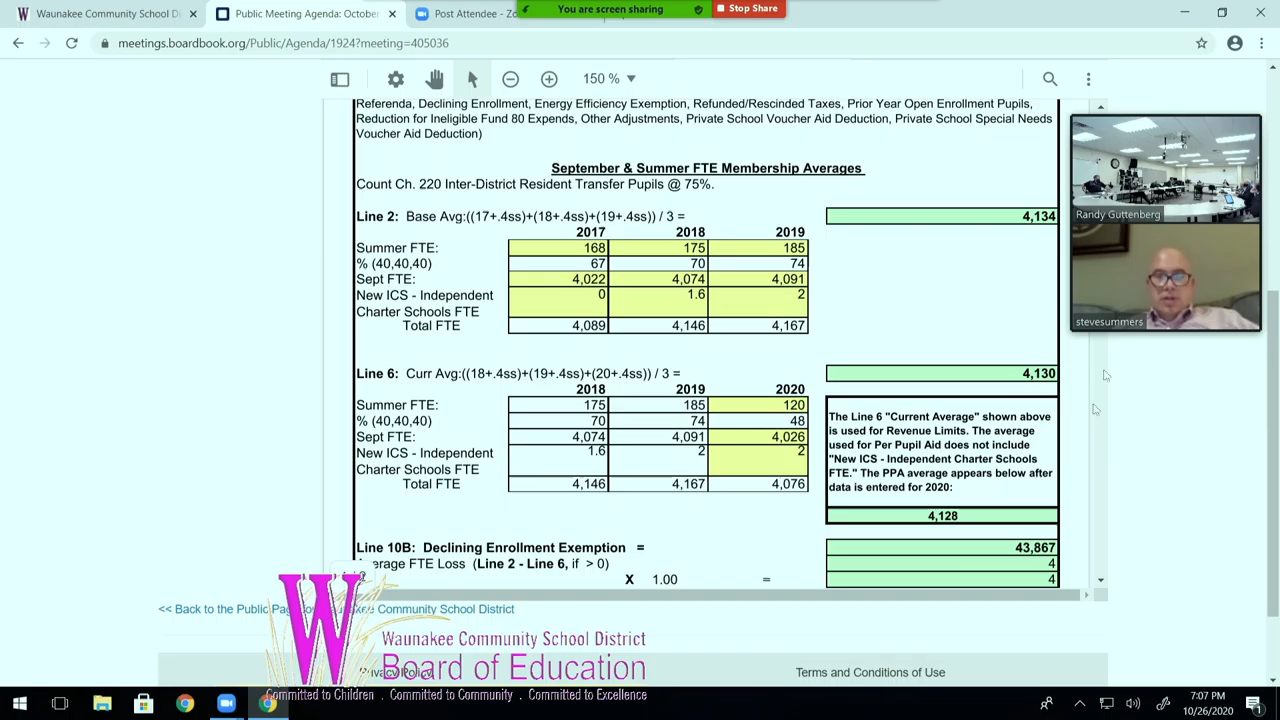 Waunakee Community School Di
Public Meeting Agenda: October
Post Attendee - Zo
You are screen sharing
Stop Share
meetings.boardbook.org/Public/Agenda/1924?meeting=405036
150 %
Referenda, Declining Enrollment, Energy Efficiency Exemption, Refunded/Rescinded Taxes, Prior Year Open Enrollment Pupils,
Reduction for Ineligible Fund 80 Expends, Other Adjustments, Private School Voucher Aid Deduction, Private School Special Needs
Voucher Aid Deduction)
September & Summer FTE Membership Averages
Count Ch. 220 Inter-District Resident Transfer Pupils @ 75%.
Line 2: Base Avg:((17+.4ss)+(18+.4ss)+(19+.4ss)) / 3 = 4,134
2017 2018 2019
Summer FTE: 168 175 185
% (40,40,40) 67 70 74
Sept FTE: 4,022 4,074 4,091
New ICS - Independent 0 1.6 2
Charter Schools FTE
Total FTE 4,089 4,146 4,167
Line 6: Curr Avg:((18+.4ss)+(19+.4ss)+(20+.4ss)) / 3 = 4,130
2018 2019 2020
Summer FTE: 175 185 120
% (40,40,40) 70 74 48
Sept FTE: 4,074 4,091 4,026
New ICS - Independent 1.6 2 2
Charter Schools FTE
Total FTE 4,146 4,167 4,076
The Line 6 "Current Average" shown above
is used for Revenue Limits. The average
used for Per Pupil Aid does not include
"New ICS - Independent Charter Schools
FTE." The PPA average appears below after
data is entered for 2020:
4,128
Line 10B: Declining Enrollment Exemption = 43,867
Average FTE Loss (Line 2 - Line 6, if > 0) 4
X 1.00 = 4
Randy Guttenberg
stevesummers
<< Back to the Public Page Community School District
W
Waunakee Community School District
Board of Education
Committed to Children . Committed to Community . Committed to Excellence
Privacy Policy
Terms and Conditions of Use
7:07 PM
10/26/2020
1